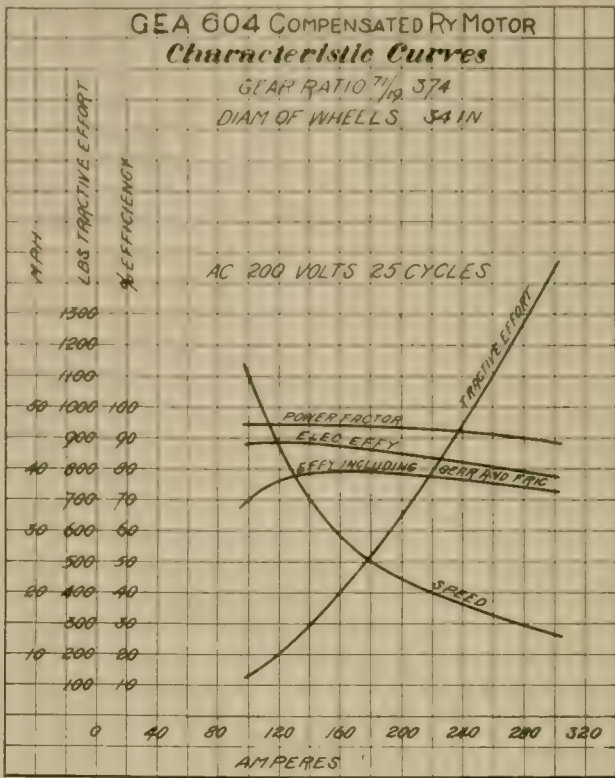 GEA 604 COMPENSATED RY MOTOR
Characteristic Curves
GEAR RATIO 71/19 374
DIAM OF WHEELS 34 IN
MPH
LBS TRACTIVE EFFORT
% EFFICIENCY
AC 200 VOLTS 25 CYCLES
1300
1200
1100
50 1000 100
900 90
40 800 80
700 70
30 600 60
500 50
20 400 40
300 30
10 200 20
100 10
POWER FACTOR
ELEC EFFY
EFFY INCLUDING GEAR AND FRIC
TRACTIVE EFFORT
SPEED
0 40 80 120 160 200 240 280 320
AMPERES